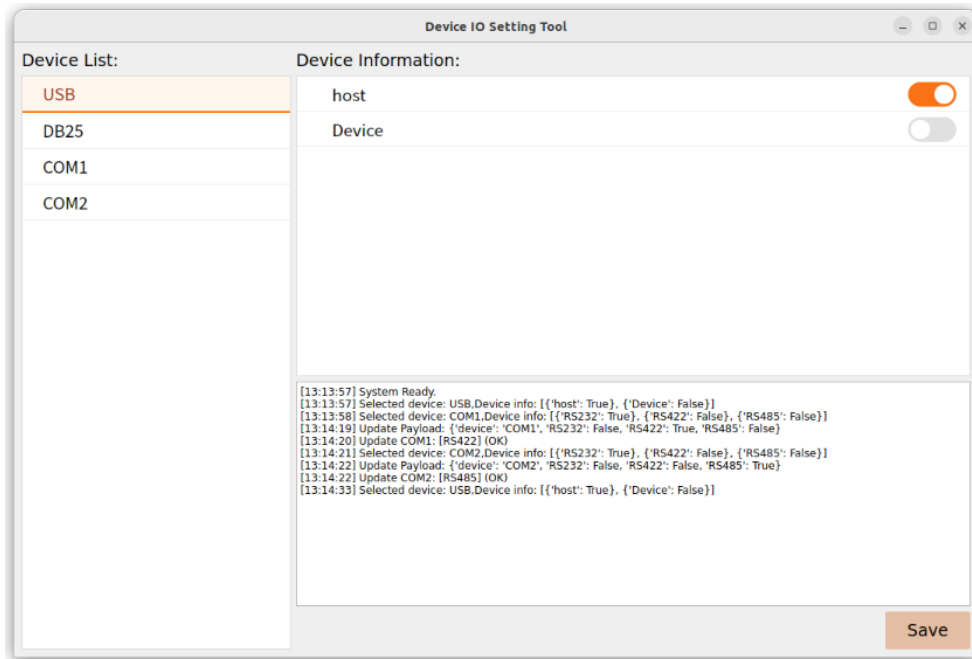 Device IO Setting Tool
Device List:
USB
DB25
COM1
COM2
Device Information:
host
Device
[13:13:57] System Ready.
[13:13:57] Selected device: USB,Device info: [{'host': True}, {'Device': False}]
[13:13:58] Selected device: COM1,Device info: [{'RS232': True}, {'RS422': False}, {'RS485': False}]
[13:14:19] Update Payload: {'device': 'COM1', 'RS232': False, 'RS422': True, 'RS485': False}
[13:14:20] Update COM1: [RS422] (OK)
[13:14:21] Selected device: COM2,Device info: [{'RS232': True}, {'RS422': False}, {'RS485': False}]
[13:14:22] Update Payload: {'device': 'COM2', 'RS232': False, 'RS422': False, 'RS485': True}
[13:14:22] Update COM2: [RS485] (OK)
[13:14:33] Selected device: USB,Device info: [{'host': True}, {'Device': False}]
Save